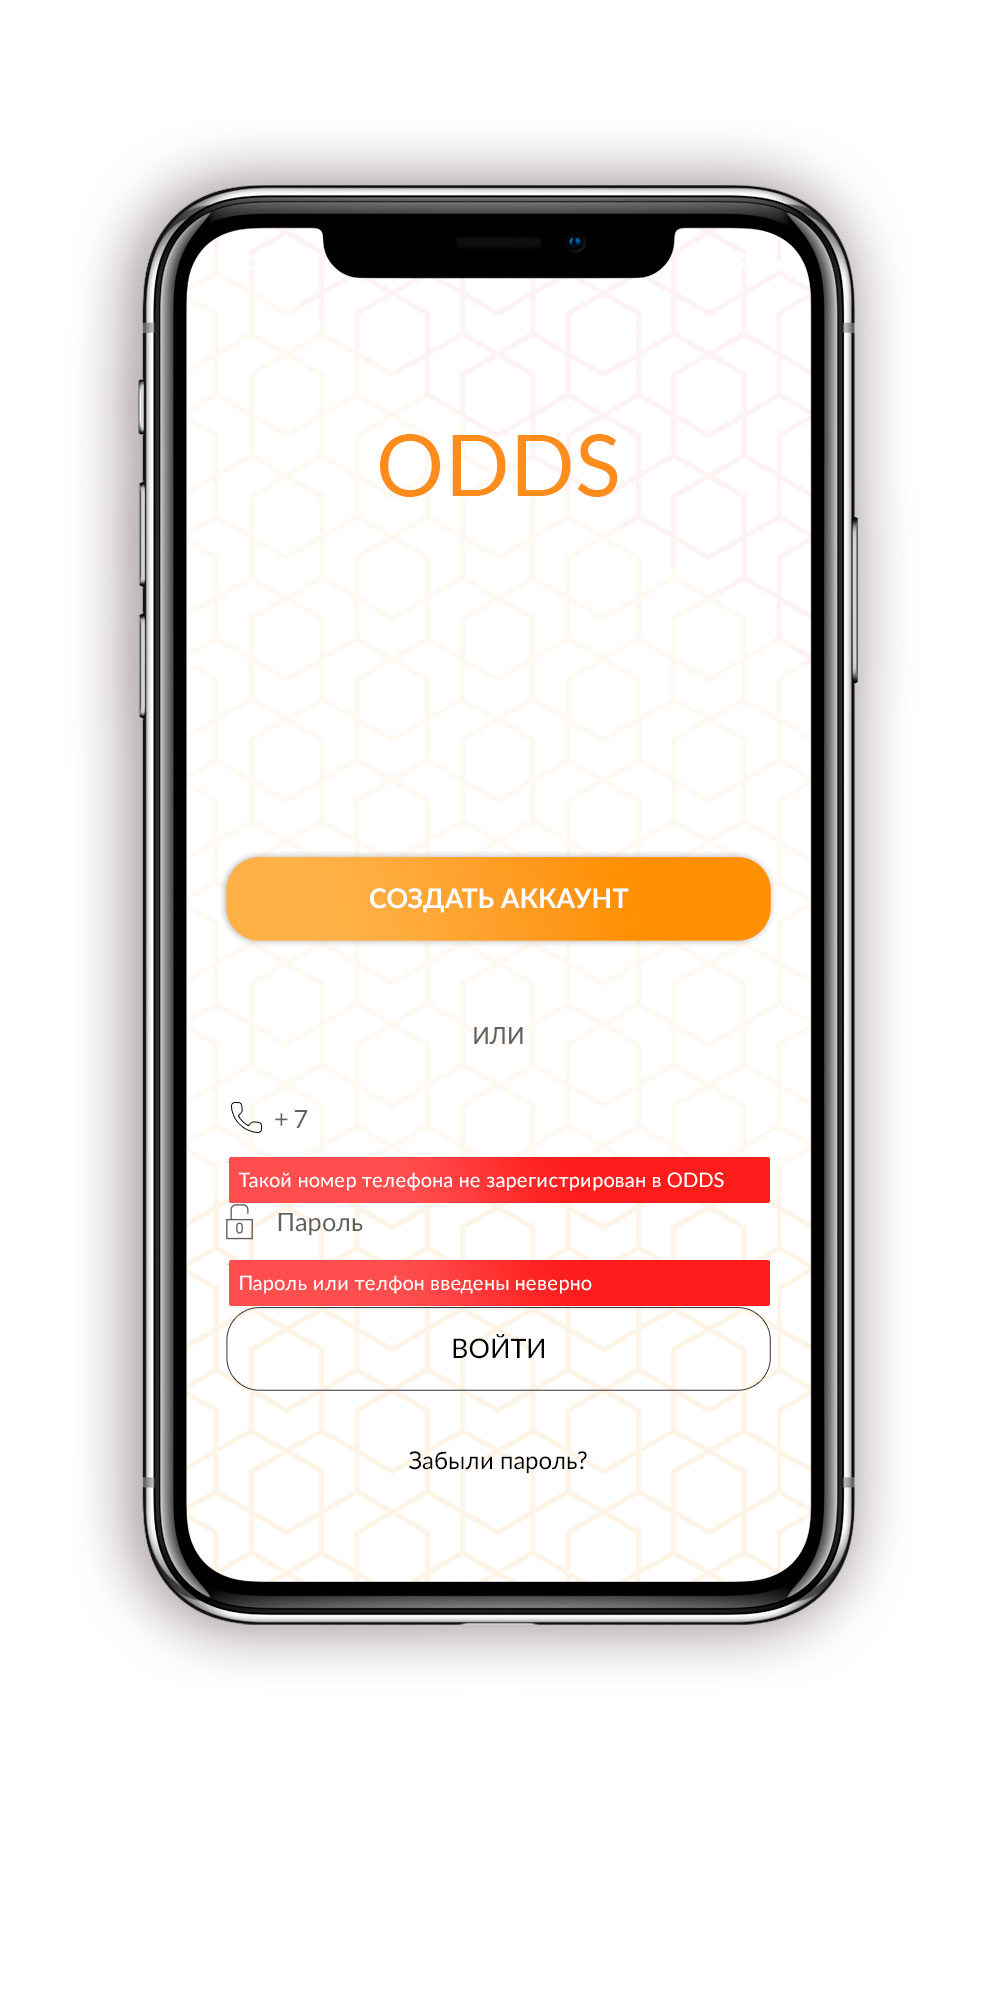 ODDS
СОЗДАТЬ АККАУНТ
ИЛИ
+ 7
Такой номер телефона не зарегистрирован в ODDS
Пароль
Пароль или телфон введены неверно
ВОЙТИ
Забыли пароль?